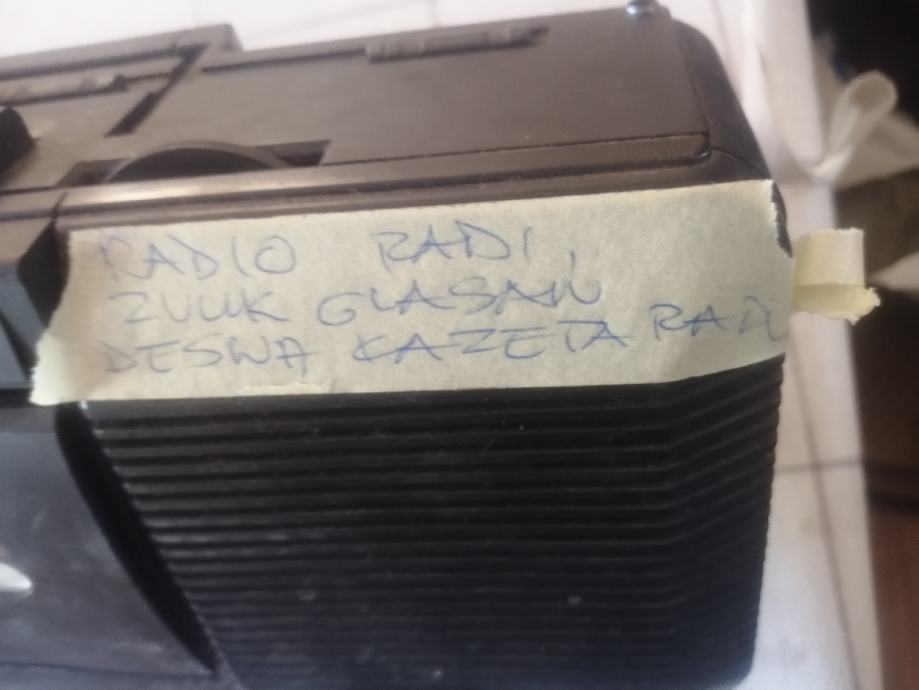 RADIO RADI,
ZVUK GLASAN
DESNA KAZETA RADI